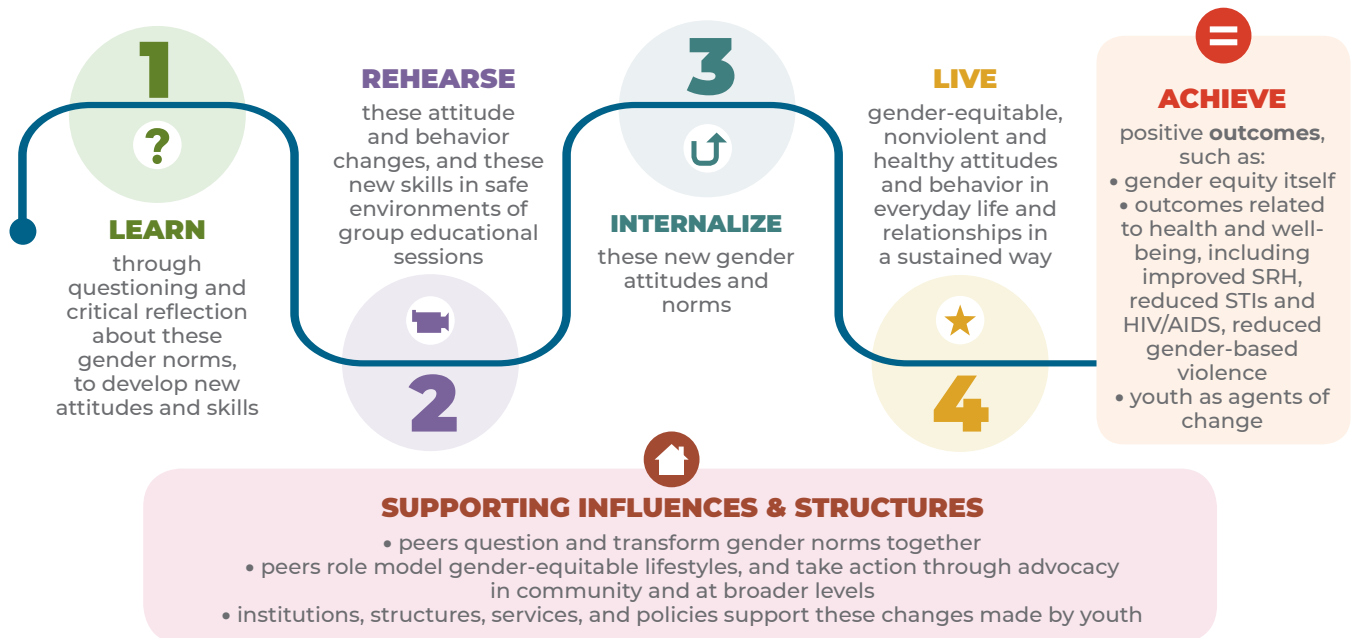 1
?
LEARN
through
questioning and
critical reflection
about these
gender norms,
to develop new
attitudes and skills
REHEARSE
these attitude
and behavior
changes, and these
new skills in safe
environments of
group educational
sessions
2
3
INTERNALIZE
these new gender
attitudes and
norms
LIVE
gender-equitable,
nonviolent and
healthy attitudes
and behavior in
everyday life and
relationships in
a sustained way
4
=
ACHIEVE
positive outcomes,
such as:
• gender equity itself
• outcomes related
to health and well-
being, including
improved SRH,
reduced STIs and
HIV/AIDS, reduced
gender-based
violence
• youth as agents of
change
SUPPORTING INFLUENCES & STRUCTURES
• peers question and transform gender norms together
• peers role model gender-equitable lifestyles, and take action through advocacy
in community and at broader levels
• institutions, structures, services, and policies support these changes made by youth